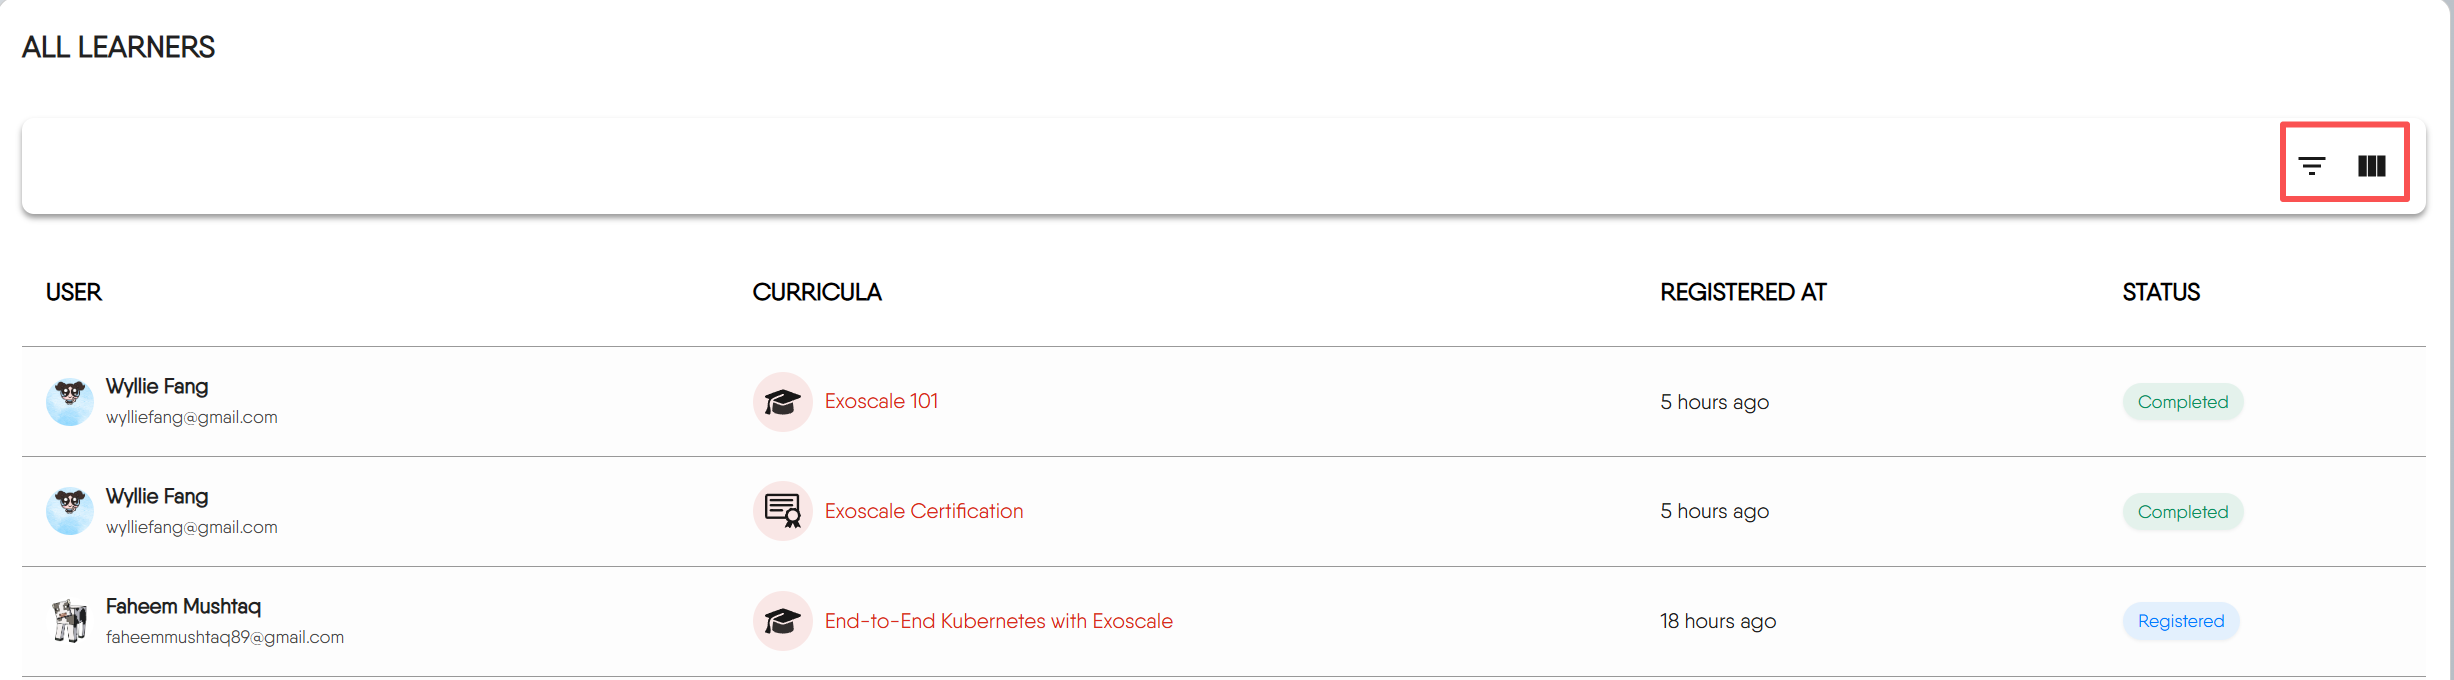 ALL LEARNERS
USER CURRICULA REGISTERED AT STATUS
Wyllie Fang
wylliefang@gmail.com
Exoscale 101 5 hours ago Completed
Wyllie Fang
wylliefang@gmail.com
Exoscale Certification 5 hours ago Completed
Faheem Mushtaq
faheemmushtaq89@gmail.com
End-to-End Kubernetes with Exoscale 18 hours ago Registered